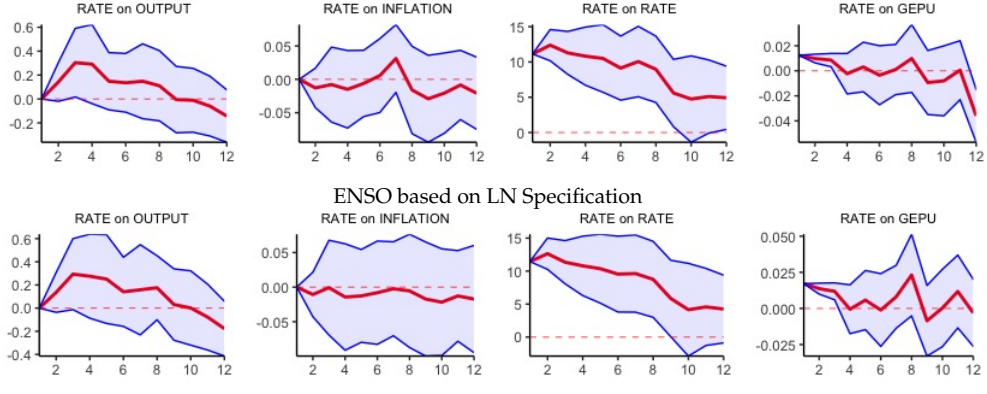 RATE on OUTPUT RATE on INFLATION RATE on RATE RATE on GEPU
0.6 0.4 0.2 0.0 -0.2
0.05 0.00 -0.05
15 10 5 0
0.02 0.00 -0.04
2 4 6 8 10 12 2 4 6 8 10 12 2 4 6 8 10 12 2 4 6 8 10 12
ENSO based on LN Specification
RATE on OUTPUT RATE on INFLATION RATE on RATE RATE on GEPU
0.6 0.4 0.2 0.0 -0.2 -0.4
0.05 0.00 -0.05
15 10 5 0
0.050 0.025 0.000 -0.025
2 4 6 8 10 12 2 4 6 8 10 12 2 4 6 8 10 12 2 4 6 8 10 12